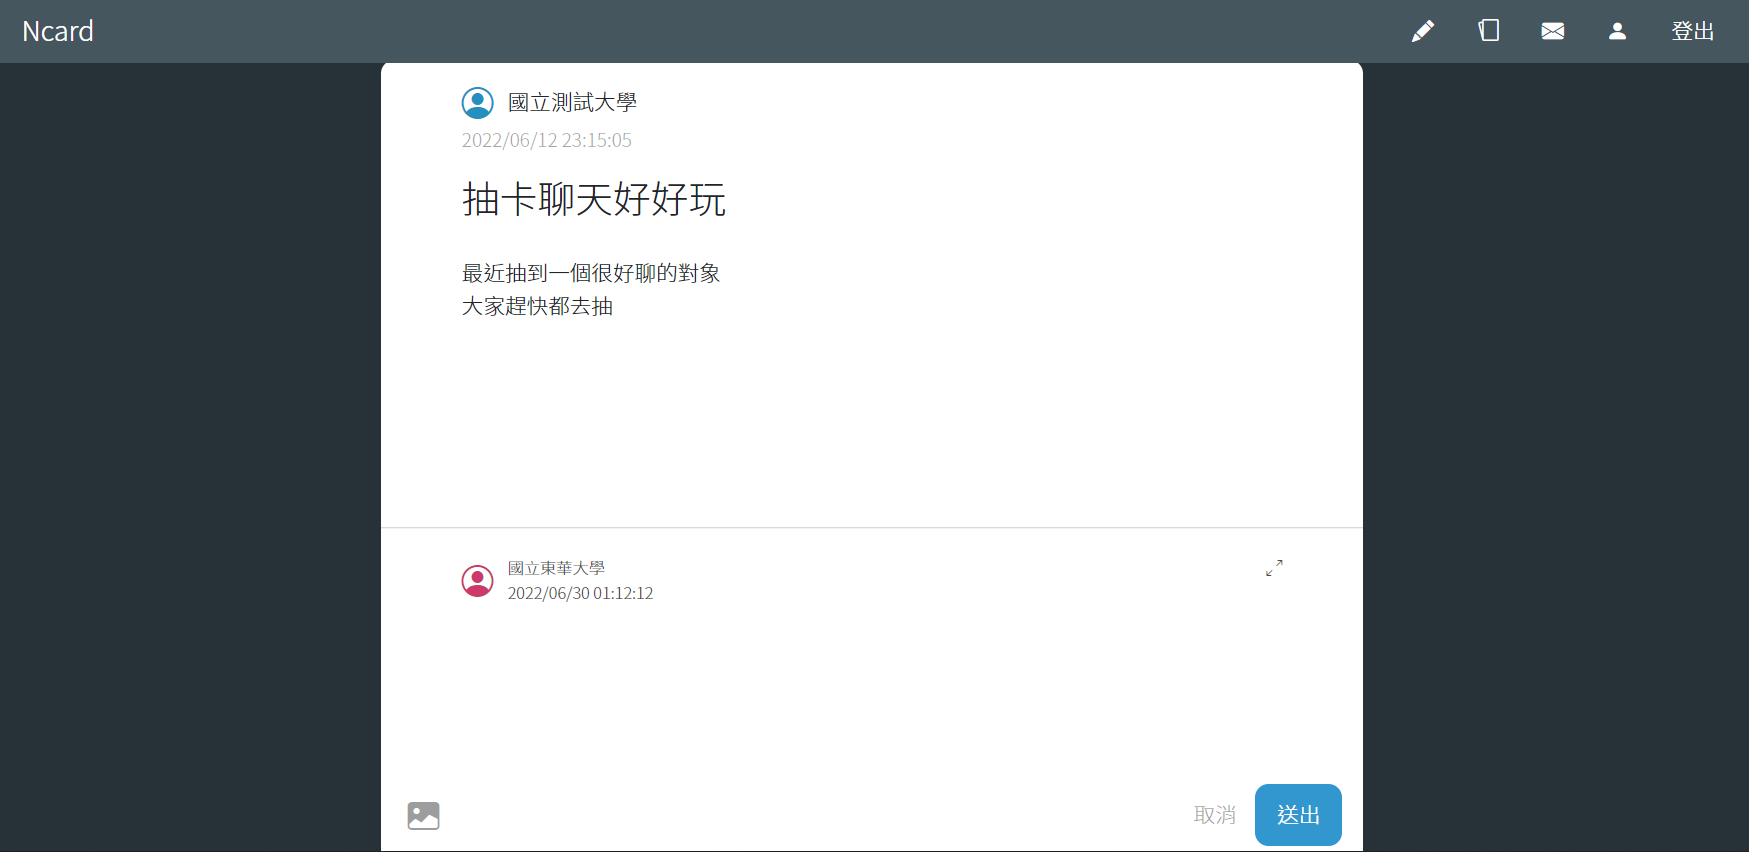 Ncard
登出
國立測試大學
2022/06/12 23:15:05
抽卡聊天好好玩
最近抽到一個很好聊的對象
大家趕快都去抽
國立東華大學
2022/06/30 01:12:12
取消
送出